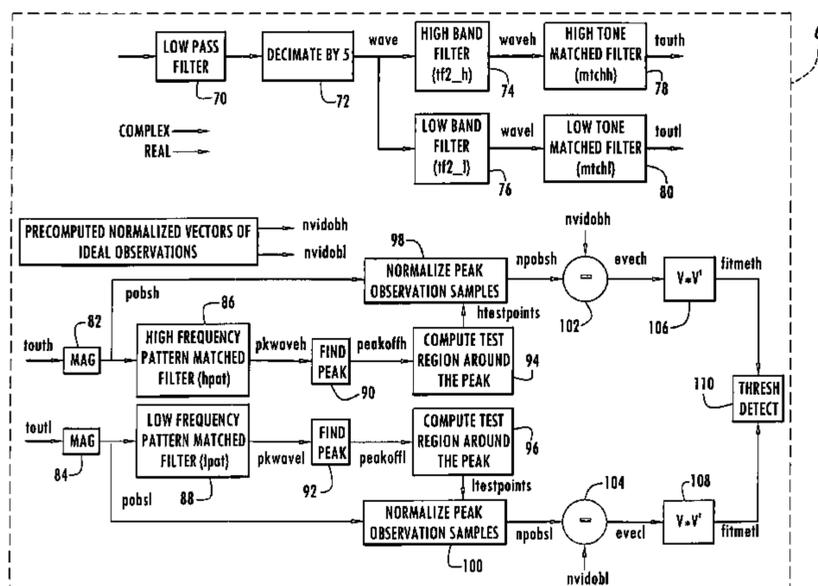 LOW PASS
FILTER
70
DECIMATE BY 5
72
wave
HIGH BAND
FILTER
(tf2_h)
74
waveh
HIGH TONE
MATCHED FILTER
(mtchh)
78
touth
COMPLEX
REAL
LOW BAND
FILTER
(tf2_l)
76
wavel
LOW TONE
MATCHED FILTER
(mtchl)
80
toutl
PRECOMPUTED NORMALIZED VECTORS OF
IDEAL OBSERVATIONS
nvidobh
nvidobl
98
NORMALIZE PEAK
OBSERVATION SAMPLES
npobsh
nvidobh
-
102
evech
V*V'
106
fitmeth
pobsh
htestpoints
82
touth
MAG
86
HIGH FREQUENCY
PATTERN MATCHED
FILTER (hpat)
pkwaveh
FIND
PEAK
90
peakoffh
COMPUTE TEST
REGION AROUND
THE PEAK
94
110
THRESH
DETECT
toutl
MAG
84
LOW FREQUENCY
PATTERN MATCHED
FILTER (lpat)
88
pkwavel
FIND
PEAK
92
peakoffl
COMPUTE TEST
REGION AROUND
THE PEAK
96
pobsl
ltestpoints
NORMALIZE PEAK
OBSERVATION SAMPLES
100
npobsl
-
104
nvidobl
evecl
V*V'
108
fitmetl